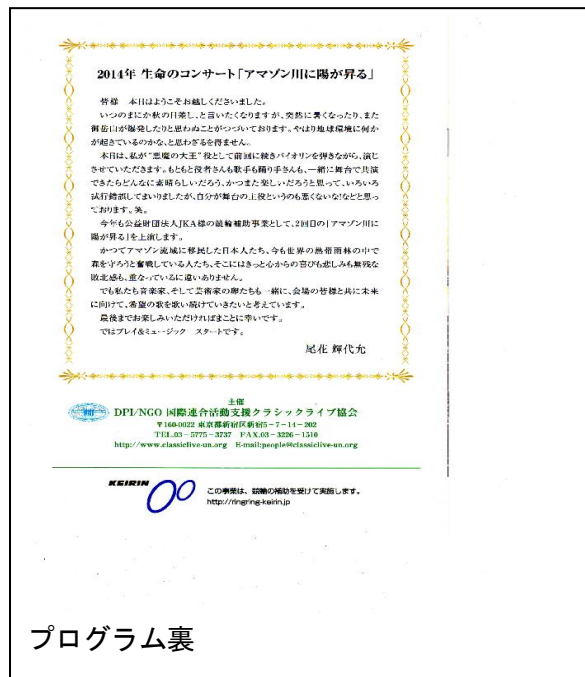 2014年 生命のコンサート「アマゾン川に陽が昇る」
皆様 本日はようこそお越しくださいました。
いつのまにか秋の日差し、と言いたくなりますが、突然に暑くなったり、また
御岳山が爆発したりと思わぬことがつづいております。やはり地球環境に何か
が起きているのかな、と思わざるを得ません。
本日は、私が“悪魔の大王”役として前回に続きバイオリンを弾きながら、演じ
させていただきます。もともと役者さんも歌手も踊り手さんも、一緒に舞台で共演
できたらどんなに素晴らしいだろう、かつまた楽しいだろうと思って、いろいろ
試行錯誤してまいりましたが、自分が舞台の主役というのも悪くないな!などと思っ
ております。笑。
今年も公益財団法人JKA様の競輪補助事業として、2回目の「アマゾン川に
陽が昇る」を上演します。
かつてアマゾン流域に移民した日本人たち、今も世界の熱帯雨林の中で
森を守ろうと奮戦している人たち、そこにはきっと心からの喜びも悲しみも無残な
敗北感も、重なっているに違いありません。
でも私たち音楽家、そして芸術家の卵たちも一緒に、会場の皆様と共に未来
に向けて、希望の歌を歌い続けていきたいと考えています。
最後までお楽しみいただければまことに幸いです。
ではプレイ&ミュージック スタートです。
尾花 輝代允
主催
DPI/NGO 国際連合活動支援クラシックライブ協会
〒160-0022 東京都新宿区新宿5-7-14-202
TEL.03-5775-3737 FAX.03-3226-1510
http://www.classiclive-un.org E-mail:people@classiclive-un.org
KEIRIN
この事業は、競輪の補助を受けて実施します。
http://ringring-keirin.jp
プログラム裏